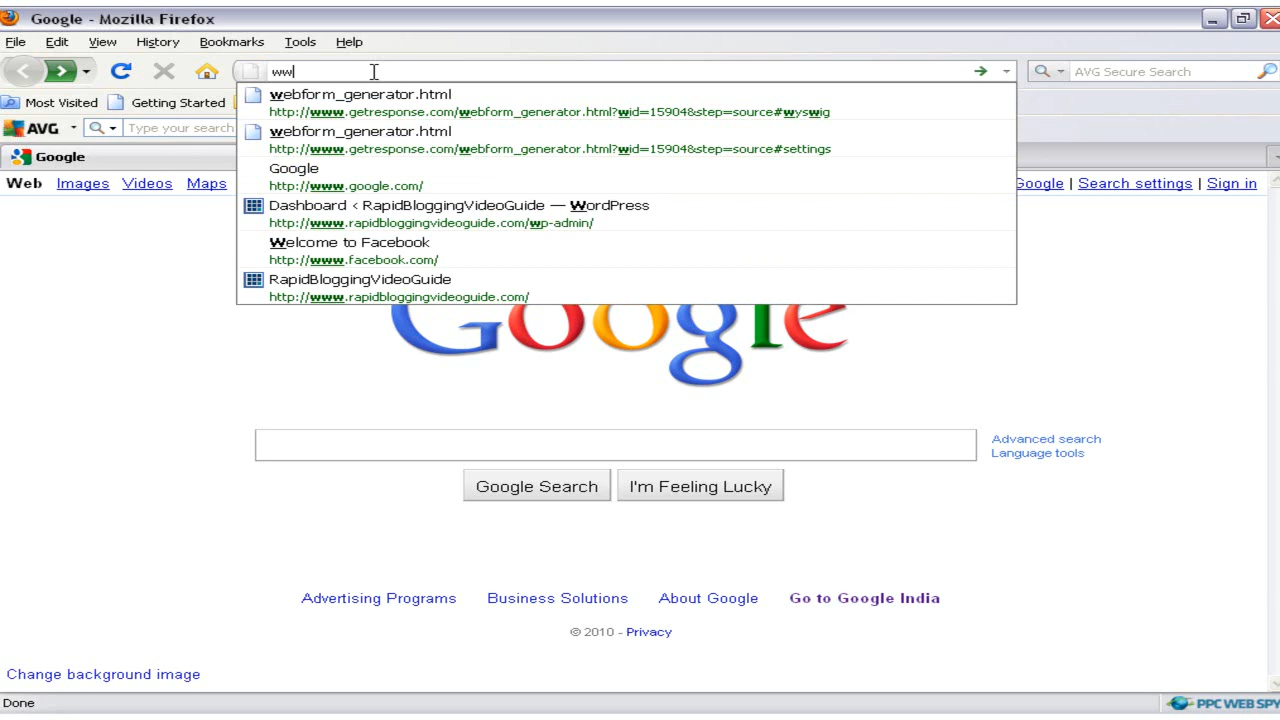 Google - Mozilla Firefox
File Edit View History Bookmarks Tools Help
ww
AVG Secure Search
Most Visited Getting Started
AVG Type your search
webform_generator.html
http://www.getresponse.com/webform_generator.html?wid=15904&step=source#wyswig
webform_generator.html
http://www.getresponse.com/webform_generator.html?wid=15904&step=source#settings
Google
http://www.google.com/
Dashboard ‹ RapidBloggingVideoGuide — WordPress
http://www.rapidbloggingvideoguide.com/wp-admin/
Welcome to Facebook
http://www.facebook.com/
RapidBloggingVideoGuide
http://www.rapidbloggingvideoguide.com/
Google
Web Images Videos Maps
Google | Search settings | Sign in
Google
Advanced search
Language tools
Google Search I'm Feeling Lucky
Advertising Programs Business Solutions About Google Go to Google India
© 2010 - Privacy
Change background image
Done
PPC WEB SPY